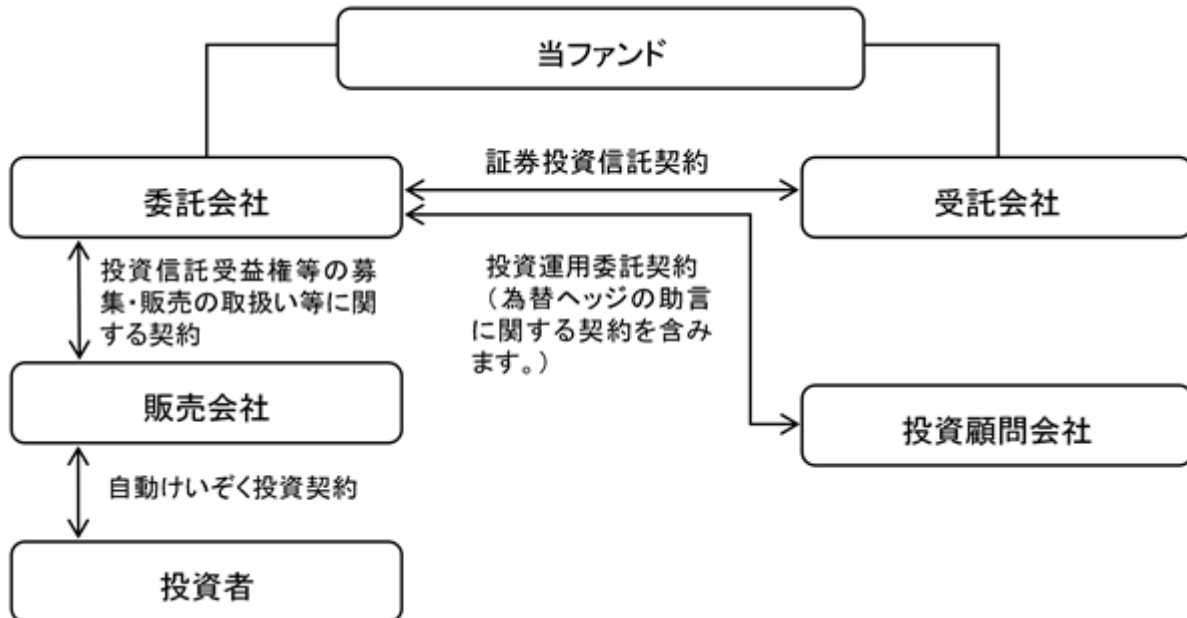 当ファンド
証券投資信託契約
委託会社
受託会社
投資信託受益権等の募
集・販売の取扱い等に関
する契約
投資運用委託契約
（為替ヘッジの助言
に関する契約を含み
ます。）
販売会社
投資顧問会社
自動けいぞく投資契約
投資者